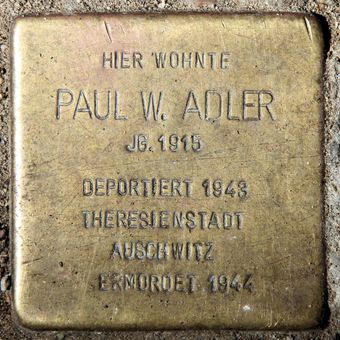 HIER WOHNTE
PAUL W. ADLER
JG. 1915
DEPORTIERT 1943
THERESIENSTADT
AUSCHWITZ
ERMORDET 1944